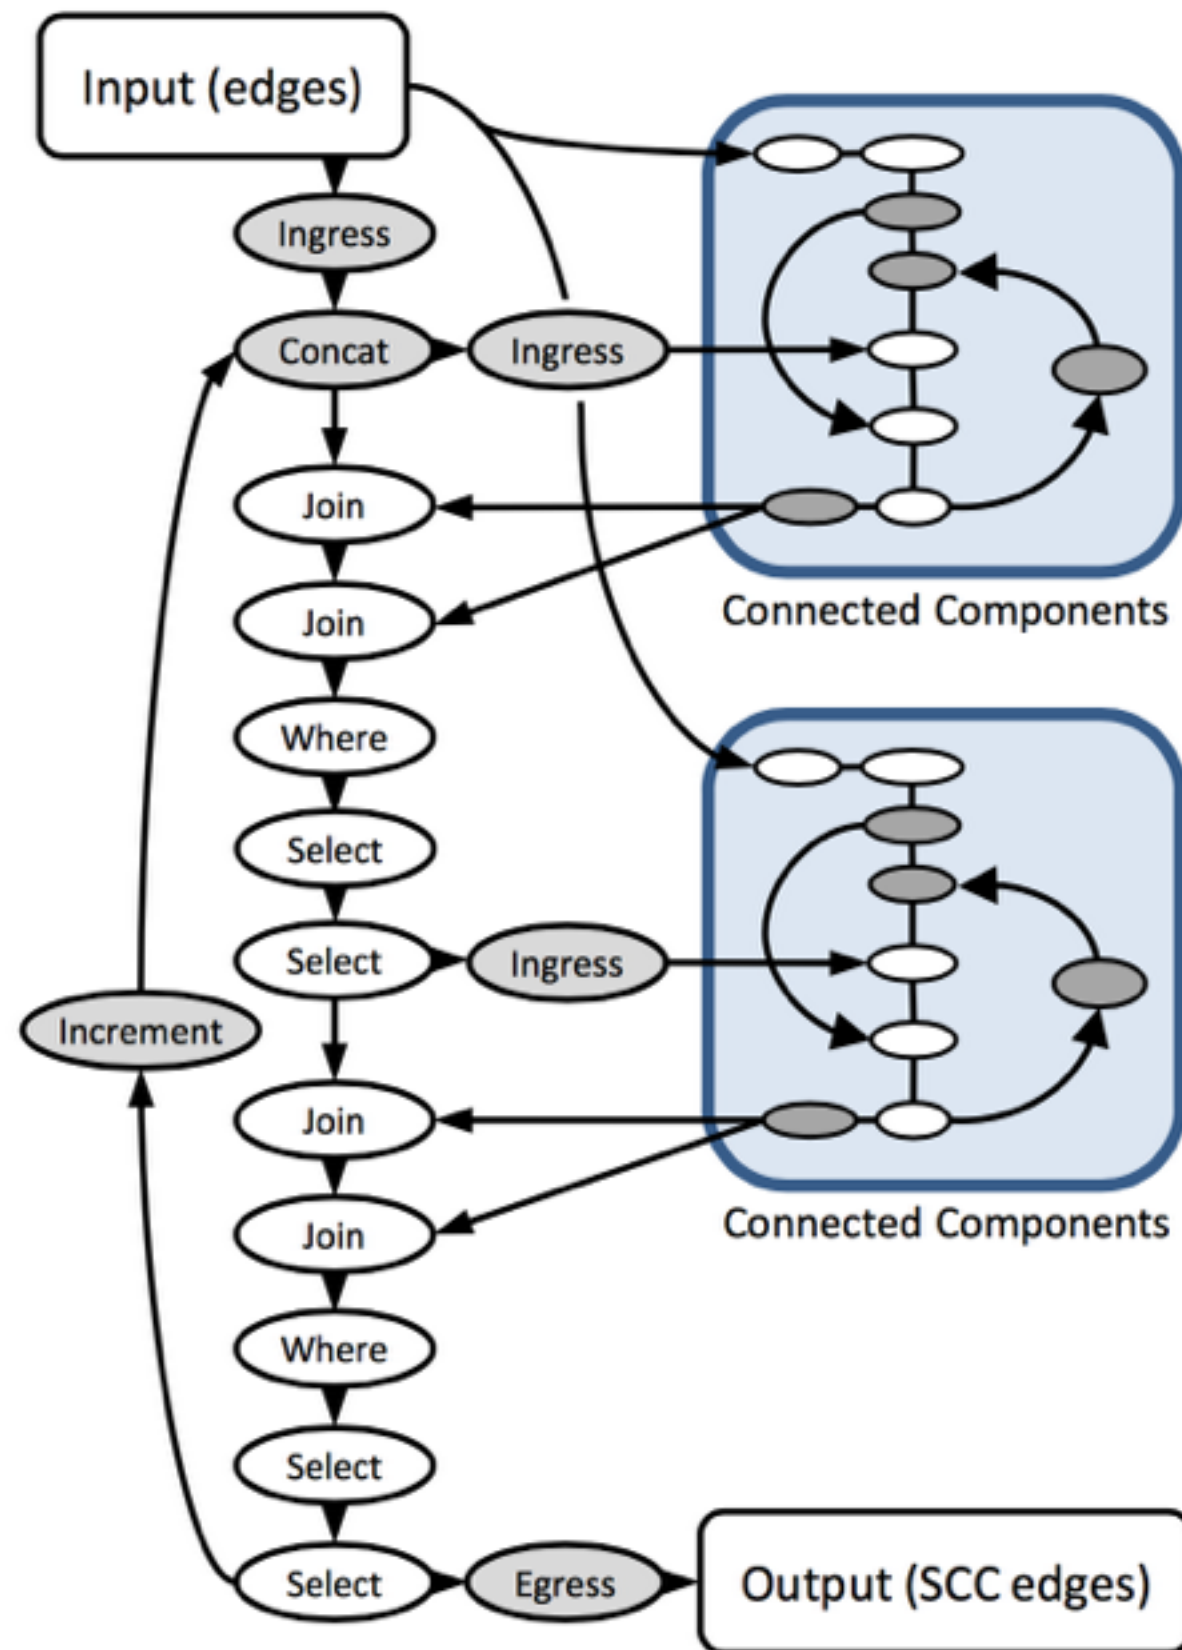 Input (edges)
Ingress
Concat
Ingress
Join
Join
Connected Components
Where
Select
Select
Ingress
Increment
Join
Join
Connected Components
Where
Select
Select
Egress
Output (SCC edges)